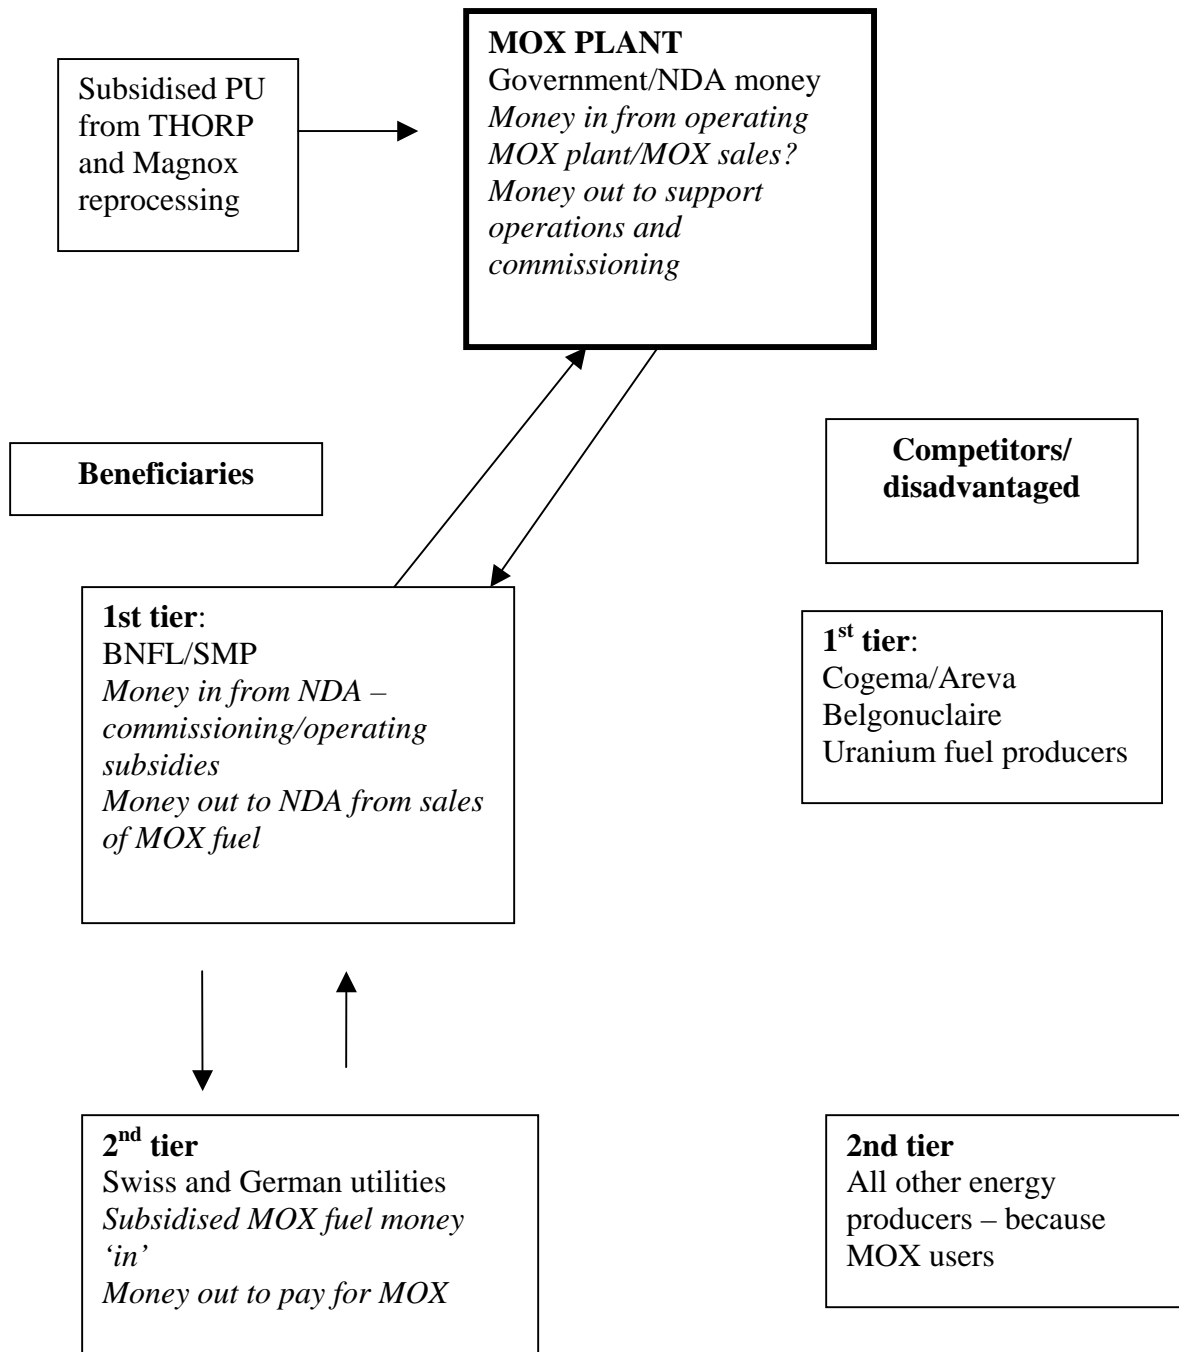 MOX PLANT
Government/NDA money
Money in from operating
MOX plant/MOX sales?
Money out to support
operations and
commissioning
Subsidised PU
from THORP
and Magnox
reprocessing
Beneficiaries
Competitors/
disadvantaged
1st tier:
BNFL/SMP
Money in from NDA –
commissioning/operating
subsidies
Money out to NDA from sales
of MOX fuel
1st tier:
Cogema/Areva
Belgonuclaire
Uranium fuel producers
2nd tier
Swiss and German utilities
Subsidised MOX fuel money
‘in’
Money out to pay for MOX
2nd tier
All other energy
producers – because
MOX users